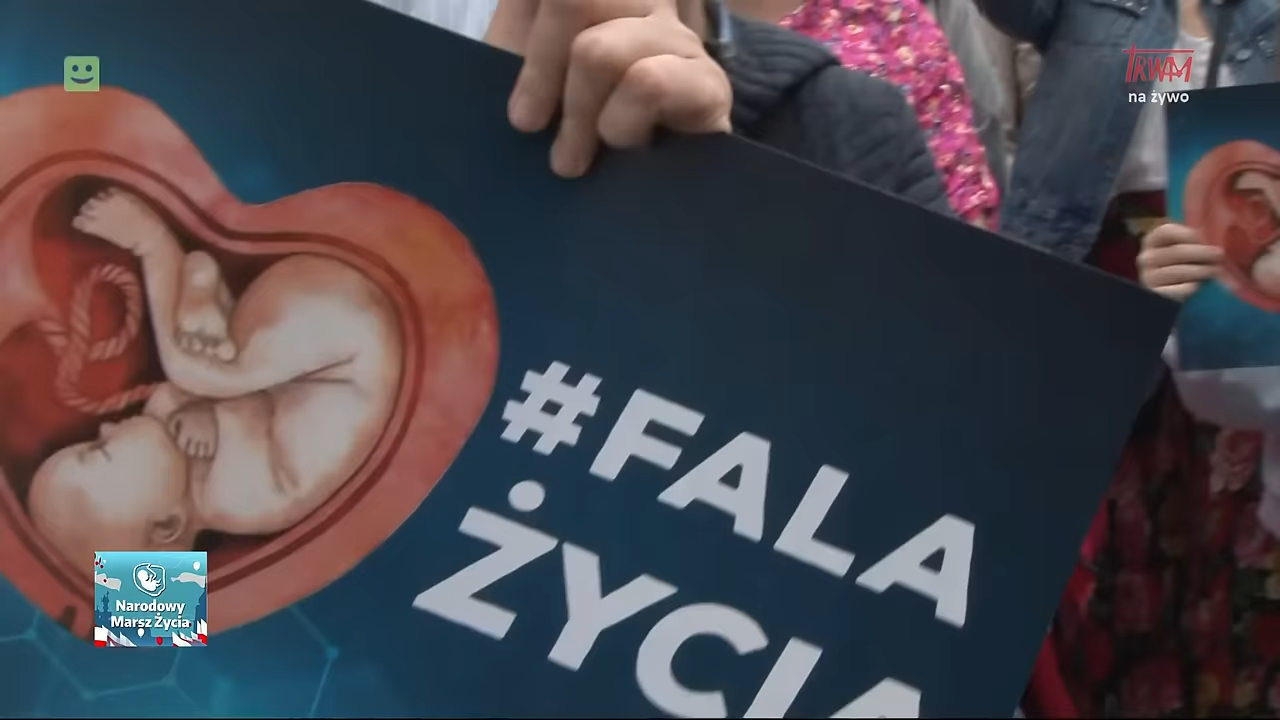 TRWAM
na żywo
#FALA
ŻYCIA
Narodowy
Marsz Życia